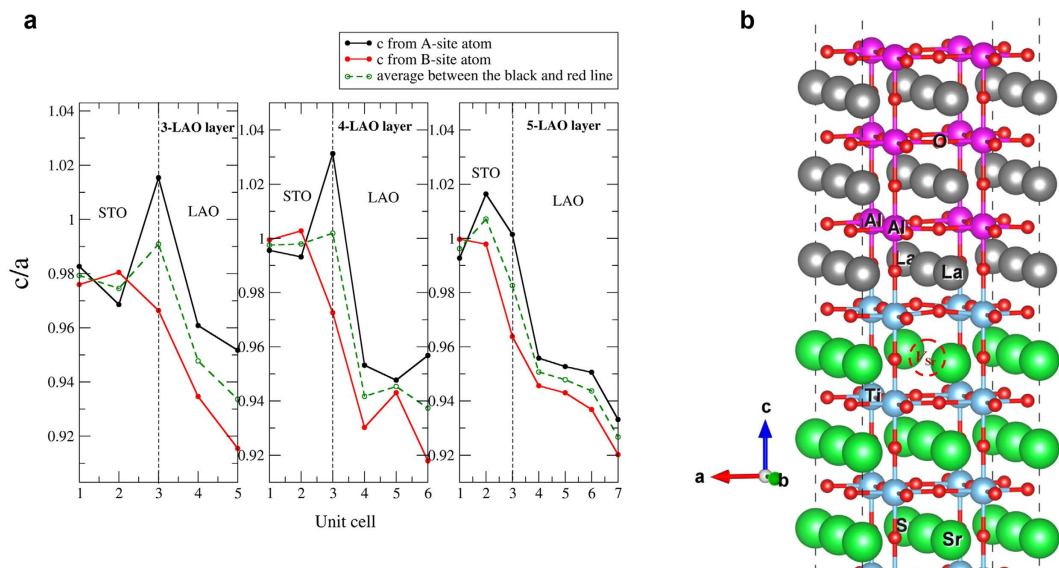 a
c from A-site atom
c from B-site atom
average between the black and red line
1.04
1.02
1
0.98
0.96
0.94
0.92
c/a
3-LAO layer
STO
LAO
1 2 3 4 5
1.04
1.02
1
0.98
0.96
0.94
0.92
4-LAO layer
STO
LAO
1 2 3 4 5 6
1.04
1.02
1
0.98
0.96
0.94
0.92
5-LAO layer
STO
LAO
1 2 3 4 5 6 7
Unit cell
b
O
Al
Al
La
La
V Sr
Ti
S
Sr
c
a
b